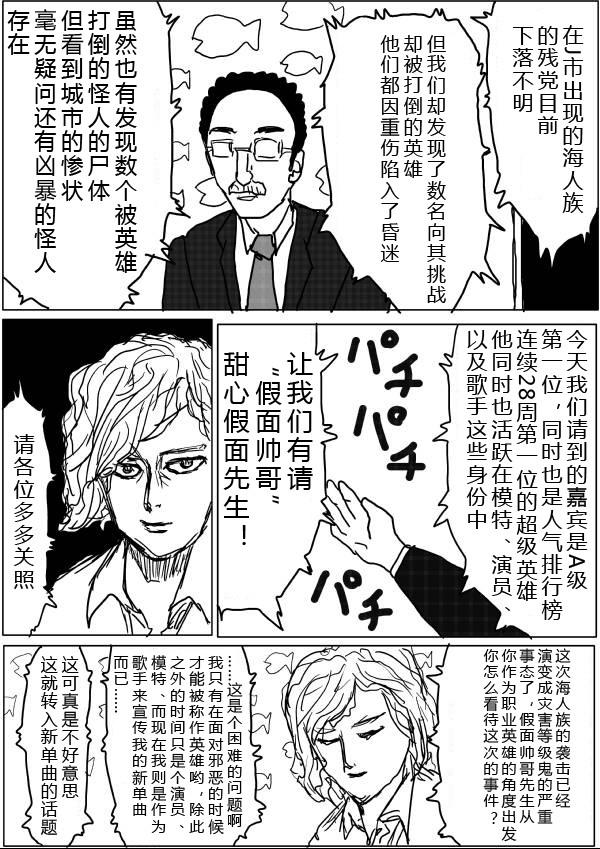 在J市出现的海人族
的残党目前
下落不明
但我们却发现了数名向其挑战
却被打倒的英雄
他们都因重伤陷入了昏迷
虽然也有发现数个被英雄
打倒的怪人的尸体
但看到城市的惨状
毫无疑问还有凶暴的怪人
存在
今天我们请到的嘉宾是A级
第一位，同时也是人气排行榜
连续28周第一位的超级英雄
他同时也活跃在模特、演员、
以及歌手这些身份中
パチ
パチ
パチ
让我们有请
“假面帅哥”
甜心假面先生！
请各位多多关照
这次海人族的袭击已经
演变成灾害等级鬼的严重
事态了，假面帅哥先生从
你作为职业英雄的角度出发
你怎么看待这次的事件？
……这是个困难的问题啊
我只有在面对邪恶的时候
才能被称作英雄哟，除此
之外的时间只是个演员、
模特、而现在我则是作为
歌手来宣传我的新单曲
而已……
这可真是不好意思
这就转入新单曲
的话题